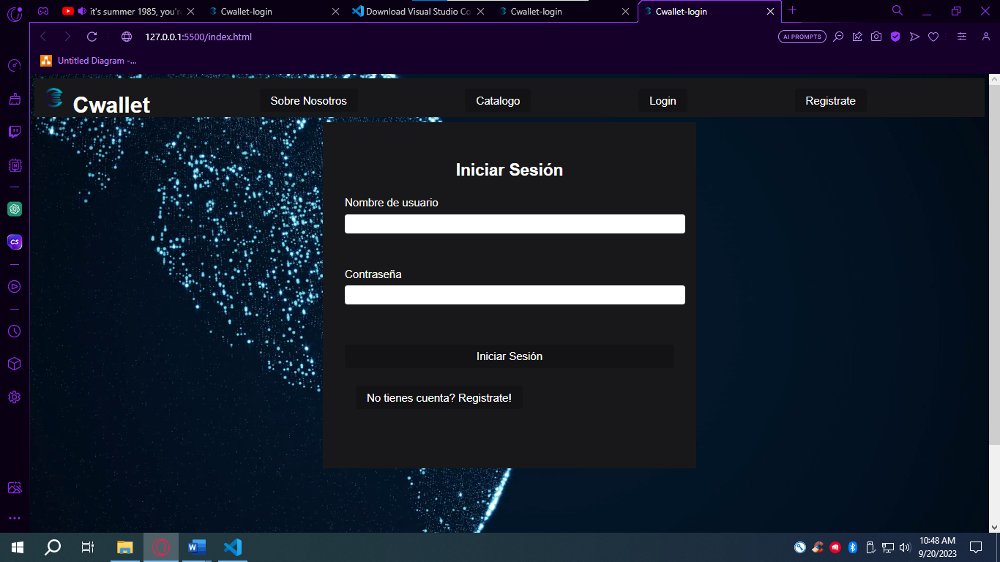 it's summer 1985, you're
Cwallet-login
Download Visual Studio Co
Cwallet-login
Cwallet-login
127.0.0.1:5500/index.html
AI PROMPTS
Untitled Diagram -...
Cwallet
Sobre Nosotros
Catalogo
Login
Registrate
Iniciar Sesión
Nombre de usuario
Contraseña
Iniciar Sesión
No tienes cuenta? Registrate!
CS
10:48 AM
9/20/2023